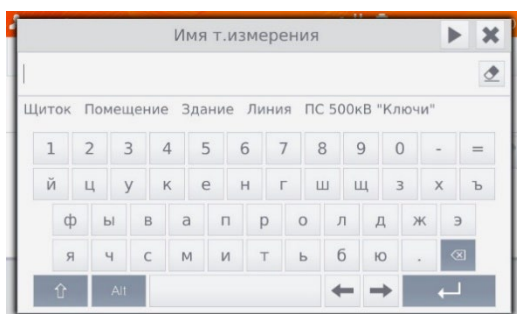 Имя т.измерения
Щиток Помещение Здание Линия ПС 500кВ "Ключи"
1 2 3 4 5 6 7 8 9 0 - =
й ц у к е н г ш щ з х ъ
ф ы в а п р о л д ж э
я ч с м и т ь б ю .
Alt